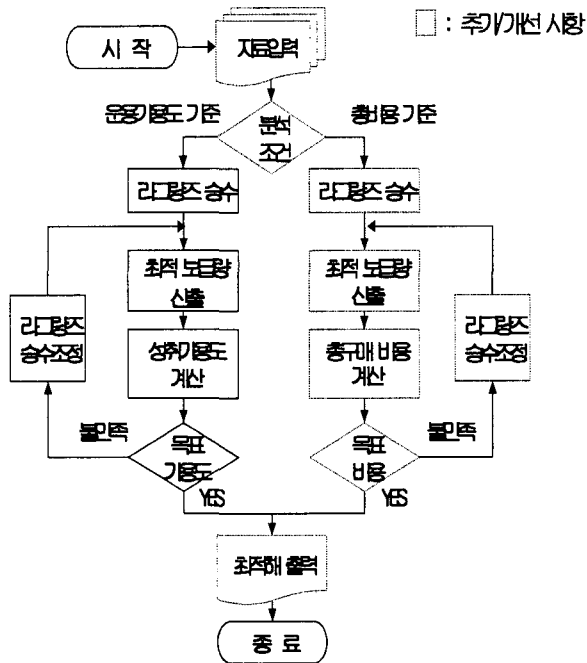 : 추가/개선 사항
시 작
자료입력
운용가용도 기준
총비용 기준
분석
조건
라그랑즈 승수
라그랑즈 승수
최적 보급량
산출
최적 보급량
산출
라그랑즈
승수조정
성취가용도
계산
총구매 비용
계산
라그랑즈
승수조정
불만족
목표
가용도
목표
비용
불만족
YES
YES
최적해 출력
종 료